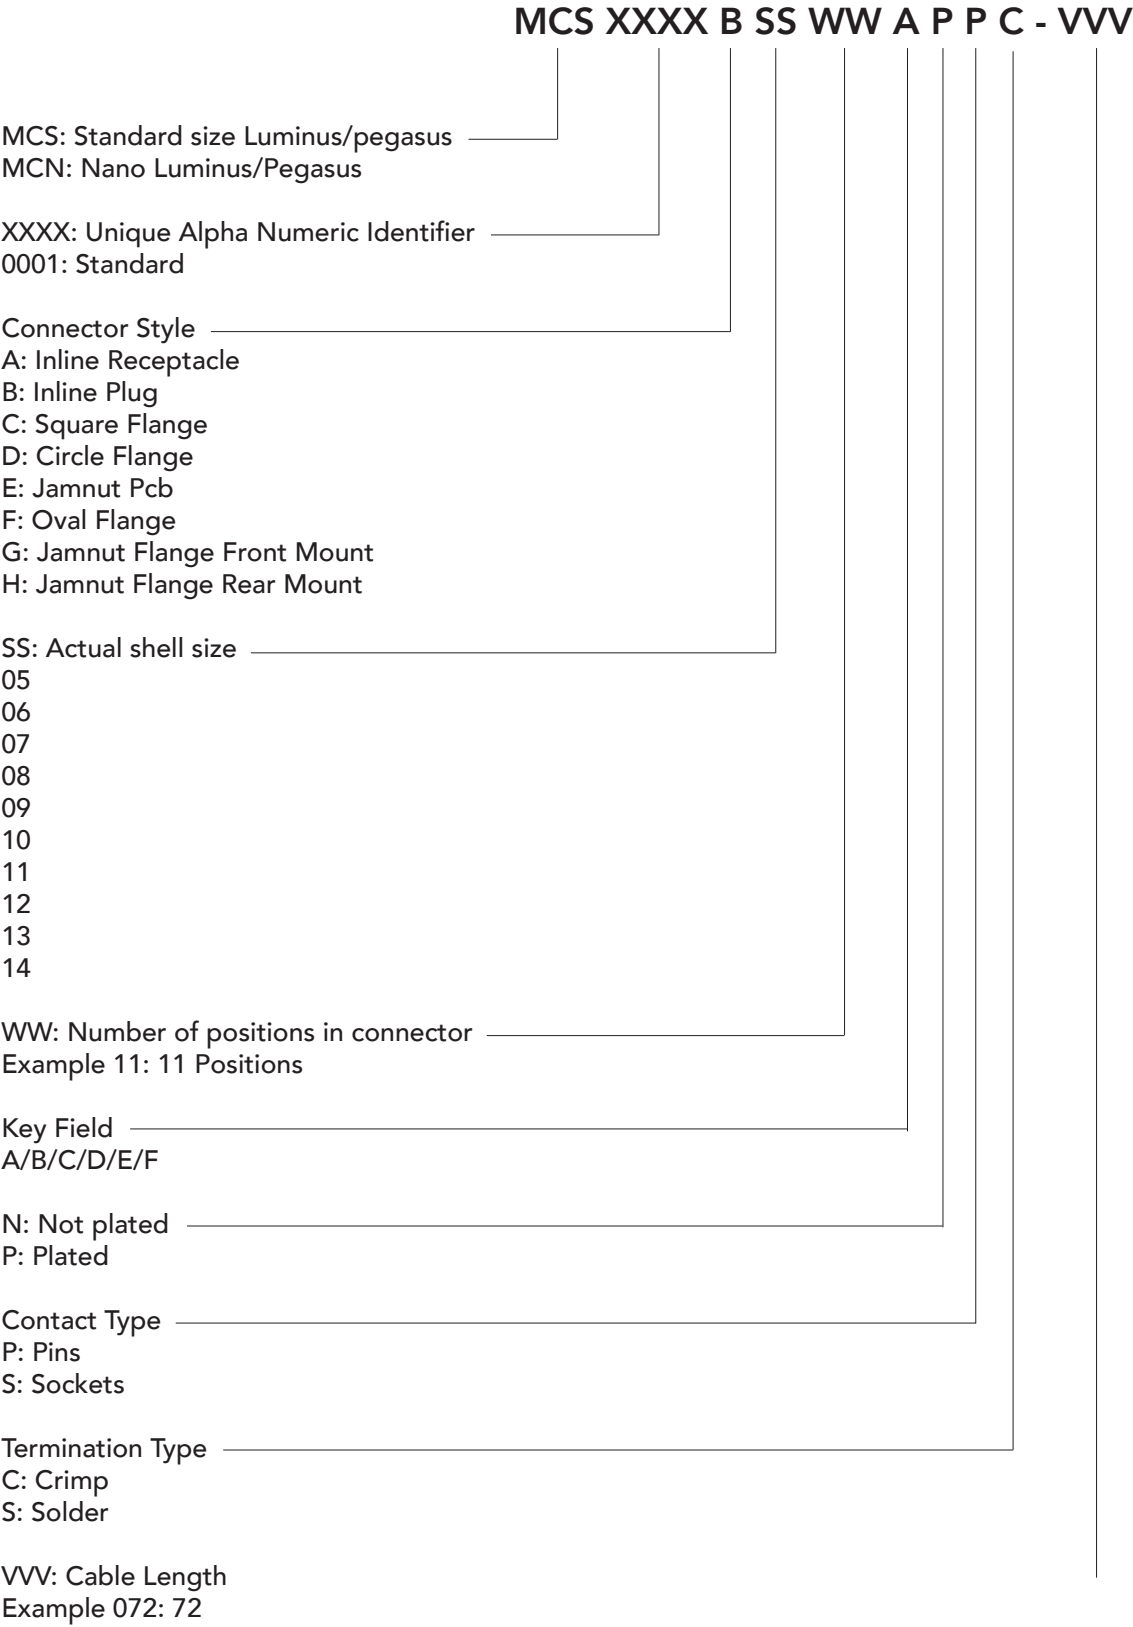 MCS XXXX B SS WW A P P C - VVV
MCS: Standard size Luminus/pegasus
MCN: Nano Luminus/Pegasus
XXXX: Unique Alpha Numeric Identifier
0001: Standard
Connector Style
A: Inline Receptacle
B: Inline Plug
C: Square Flange
D: Circle Flange
E: Jamnut Pcb
F: Oval Flange
G: Jamnut Flange Front Mount
H: Jamnut Flange Rear Mount
SS: Actual shell size
05
06
07
08
09
10
11
12
13
14
WW: Number of positions in connector
Example 11: 11 Positions
Key Field
A/B/C/D/E/F
N: Not plated
P: Plated
Contact Type
P: Pins
S: Sockets
Termination Type
C: Crimp
S: Solder
VVV: Cable Length
Example 072: 72